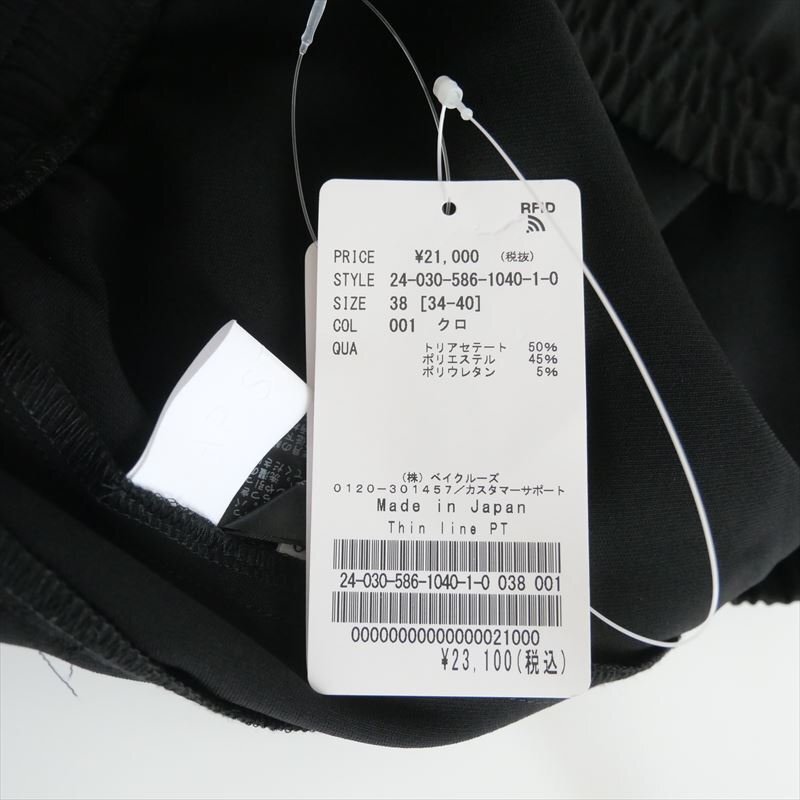 RFID
PRICE ¥21,000 (税抜)
STYLE 24-030-586-1040-1-0
SIZE 38 [34-40]
COL 001 クロ
QUA トリアセテート 50%
ポリエステル 45%
ポリウレタン 5%
(株) ベイクルーズ
0120-301457/カスタマーサポート
Made in Japan
Thin line PT
24-030-586-1040-1-0 038 001
00000000000000021000
¥23,100(税込)